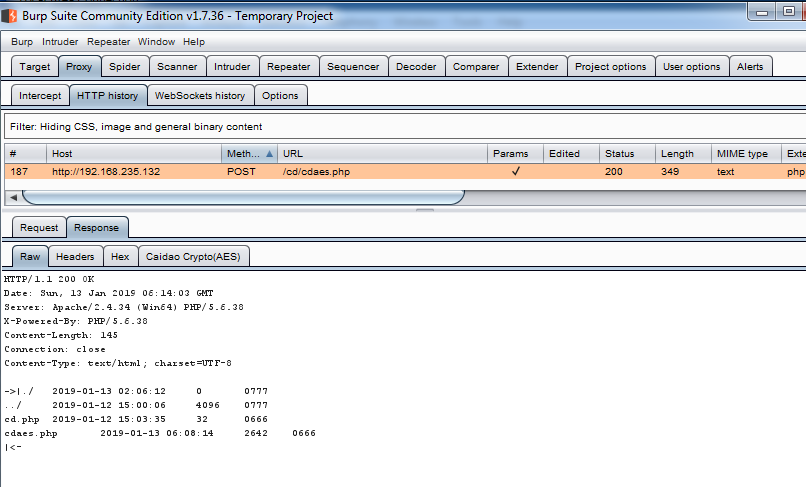 Burp Suite Community Edition v1.7.36 - Temporary Project
Burp Intruder Repeater Window Help
Target Proxy Spider Scanner Intruder Repeater Sequencer Decoder Comparer Extender Project options User options Alerts
Intercept HTTP history WebSockets history Options
Filter: Hiding CSS, image and general binary content
# Host Meth... URL Params Edited Status Length MIME type Exte
187 http://192.168.235.132 POST /cd/cdaes.php ✓ 200 349 text php
Request Response
Raw Headers Hex Caidao Crypto(AES)
HTTP/1.1 200 OK
Date: Sun, 13 Jan 2019 06:14:03 GMT
Server: Apache/2.4.34 (Win64) PHP/5.6.38
X-Powered-By: PHP/5.6.38
Content-Length: 145
Connection: close
Content-Type: text/html; charset=UTF-8
->|./ 2019-01-13 02:06:12 0 0777
../ 2019-01-12 15:00:06 4096 0777
cd.php 2019-01-12 15:03:35 32 0666
cdaes.php 2019-01-13 06:08:14 2642 0666
|<-